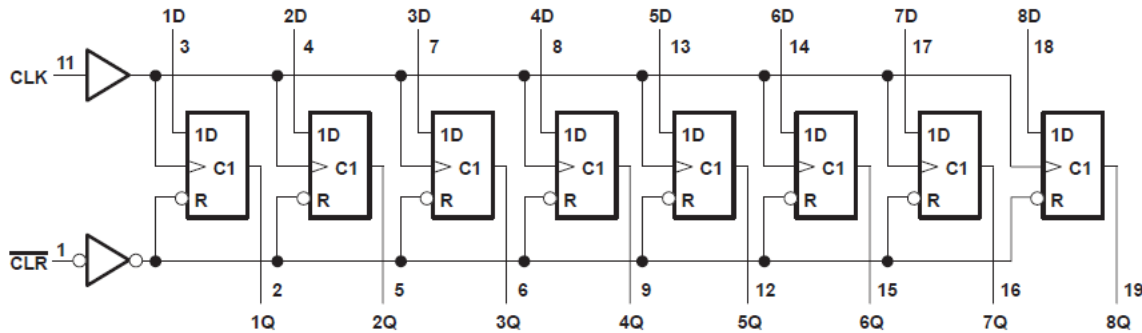 1D 2D 3D 4D 5D 6D 7D 8D
3 4 7 8 13 14 17 18
CLK 11
1D 1D 1D 1D 1D 1D 1D 1D
C1 C1 C1 C1 C1 C1 C1 C1
R R R R R R R R
CLR 1
2 5 6 9 12 15 16 19
1Q 2Q 3Q 4Q 5Q 6Q 7Q 8Q